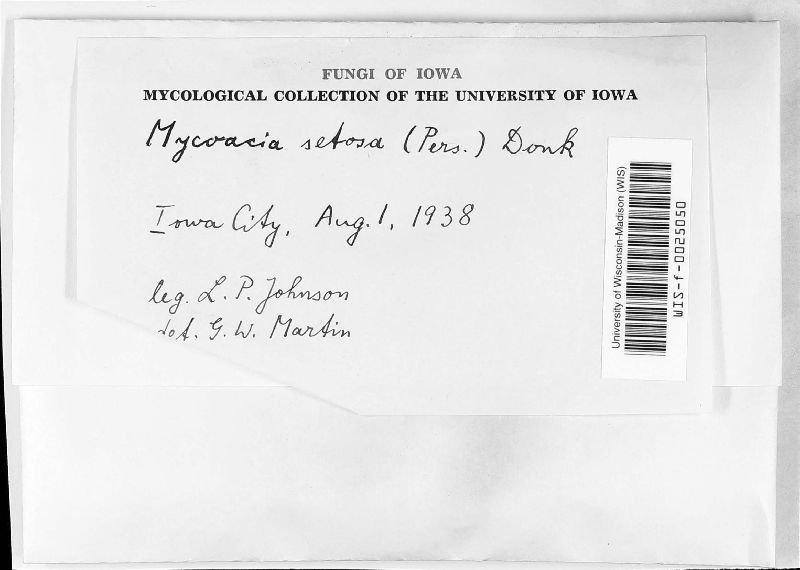 FUNGI OF IOWA
MYCOLOGICAL COLLECTION OF THE UNIVERSITY OF IOWA
Mycoacia setosa (Pers.) Donk
Iowa City, Aug. 1, 1938
leg. L. P. Johnson
det. G. W. Martin
University of Wisconsin-Madison (WIS)
WIS-f-0025050